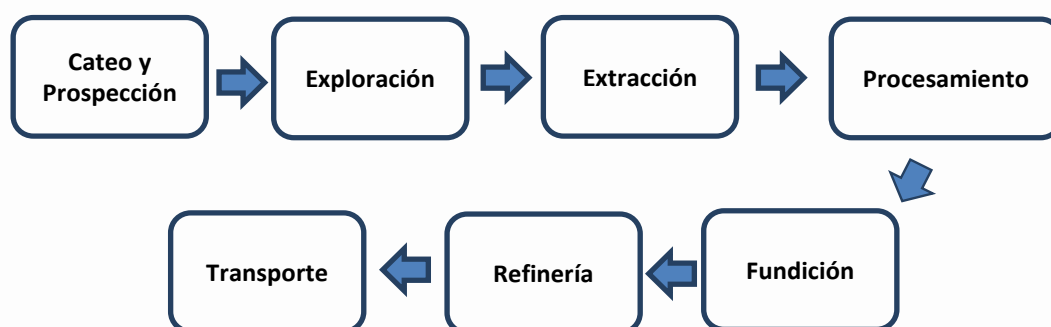 Cateo y
Prospección
Exploración
Extracción
Procesamiento
Fundición
Refinería
Transporte